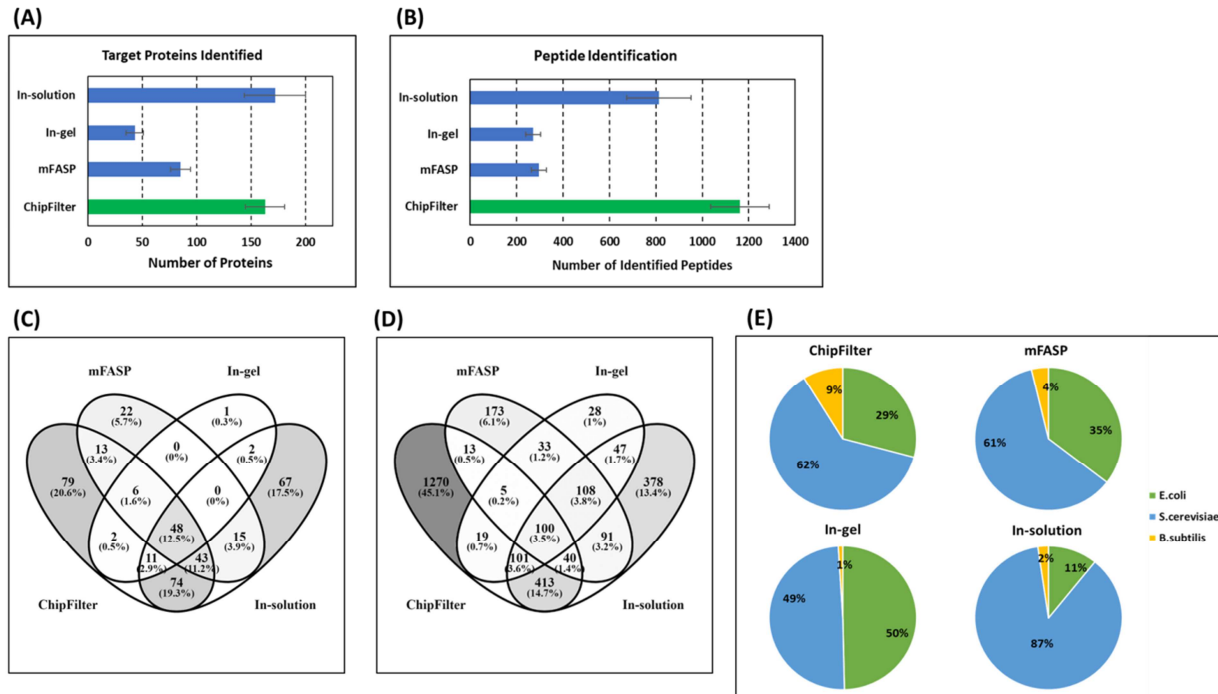 (A)
Target Proteins Identified
In-solution
In-gel
mFASP
ChipFilter
0 50 100 150 200
Number of Proteins
(B)
Peptide Identification
In-solution
In-gel
mFASP
ChipFilter
0 200 400 600 800 1000 1200 1400
Number of Identified Peptides
(C)
mFASP In-gel
22
(5.7%)
1
(0.3%)
13
(3.4%)
0
(0%)
2
(0.5%)
79
(20.6%)
6
(1.6%)
0
(0%)
67
(17.5%)
2
(0.5%)
48
(12.5%)
15
(3.9%)
11
(2.9%)
43
(11.2%)
74
(19.3%)
ChipFilter In-solution
(D)
mFASP In-gel
173
(6.1%)
28
(1%)
13
(0.5%)
33
(1.2%)
47
(1.7%)
1270
(45.1%)
5
(0.2%)
108
(3.8%)
378
(13.4%)
19
(0.7%)
100
(3.5%)
91
(3.2%)
101
(3.6%)
40
(1.4%)
413
(14.7%)
ChipFilter In-solution
(E)
ChipFilter
9%
29%
62%
mFASP
4%
35%
61%
In-gel
1%
49%
50%
In-solution
2%
11%
87%
E.coli
S.cerevisiae
B.subtilis